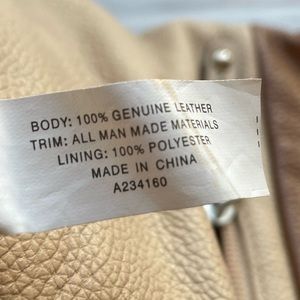 BODY: 100% GENUINE LEATHER
TRIM: ALL MAN MADE MATERIALS
LINING: 100% POLYESTER
MADE IN CHINA
A234160